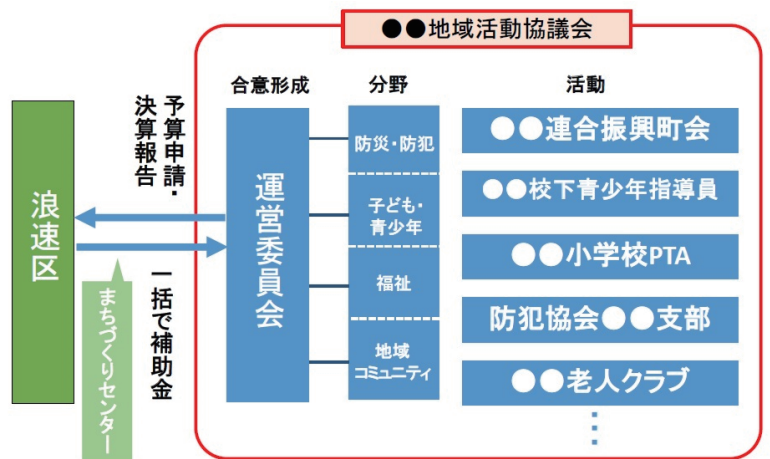 ●●地域活動協議会
合意形成
分野
活動
予算申請・
決算報告
浪速区
まちづくりセンター
一括で補助金
運営委員会
防災・防犯
子ども・
青少年
福祉
地域
コミュニティ
●●連合振興町会
●●校下青少年指導員
●●小学校PTA
防犯協会●●支部
●●老人クラブ